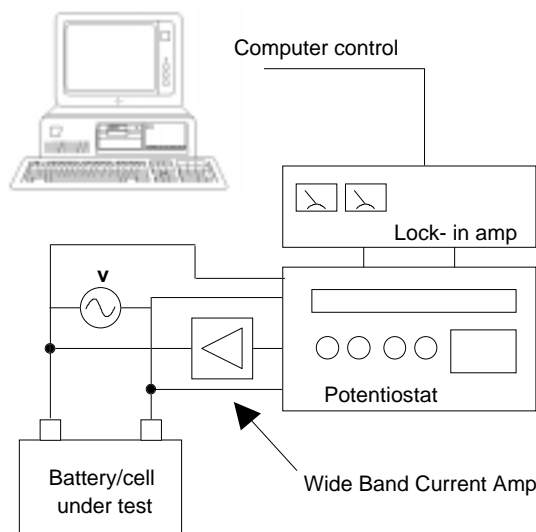 Computer control
Lock- in amp
v
Potentiostat
Wide Band Current Amp
Battery/cell
under test